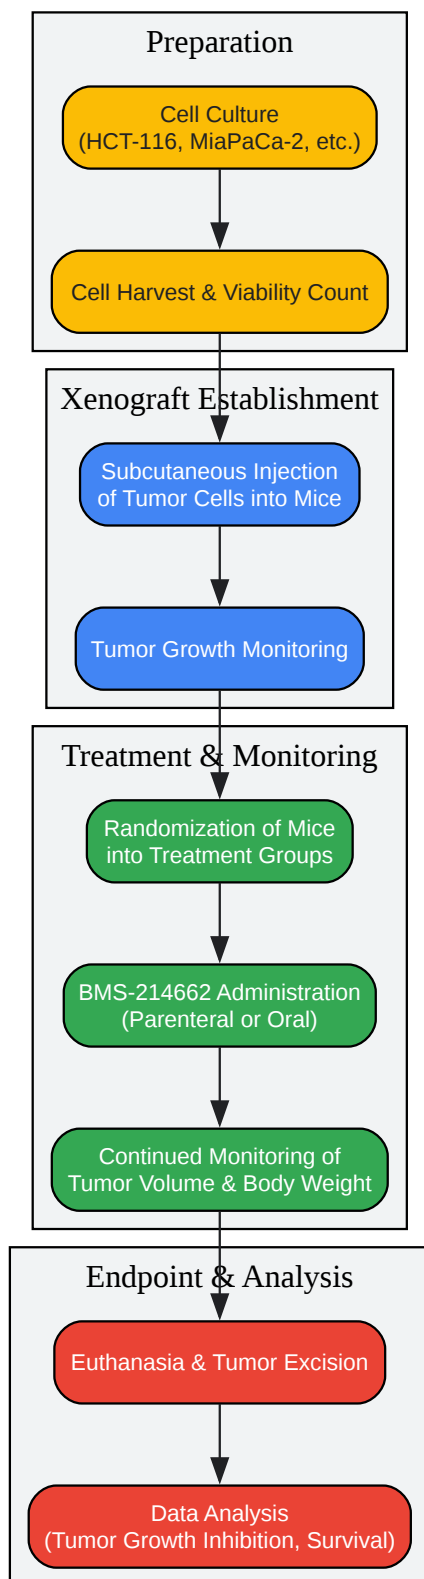 Preparation
Cell Culture
(HCT-116, MiaPaCa-2, etc.)
Cell Harvest & Viability Count
Xenograft Establishment
Subcutaneous Injection
of Tumor Cells into Mice
Tumor Growth Monitoring
Treatment & Monitoring
Randomization of Mice
into Treatment Groups
BMS-214662 Administration
(Parenteral or Oral)
Continued Monitoring of
Tumor Volume & Body Weight
Endpoint & Analysis
Euthanasia & Tumor Excision
Data Analysis
(Tumor Growth Inhibition, Survival)